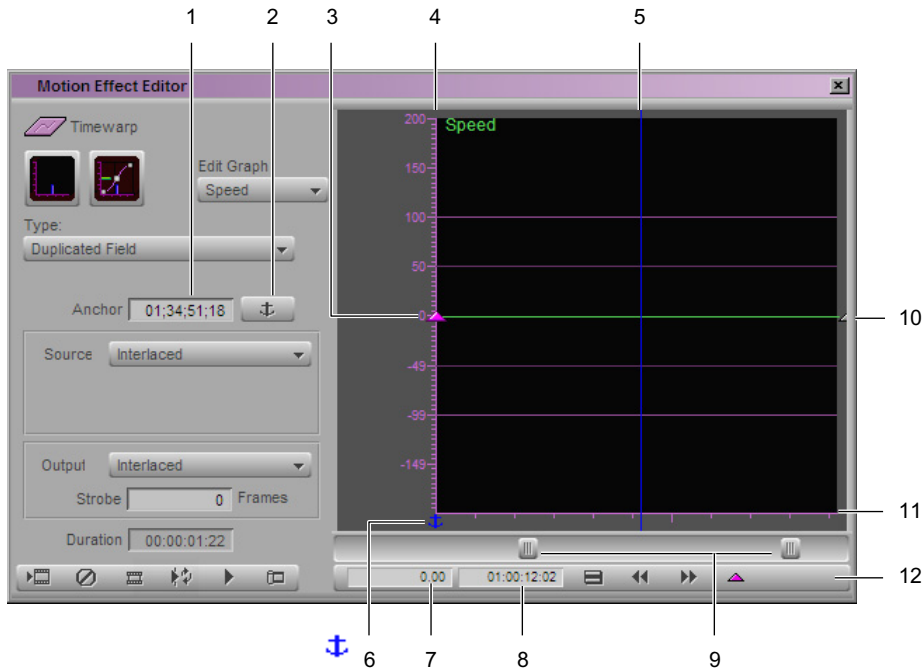 1 2 3 4 5
Motion Effect Editor
Timewarp
Edit Graph
Speed
Type:
Duplicated Field
Anchor 01;34;51;18
Source Interlaced
Output Interlaced
Strobe 0 Frames
Duration 00:00:01:22
Speed
200
150
100
50
0
-49
-99
-149
0.00 01:00:12:02
10
11
12
6 7 8 9